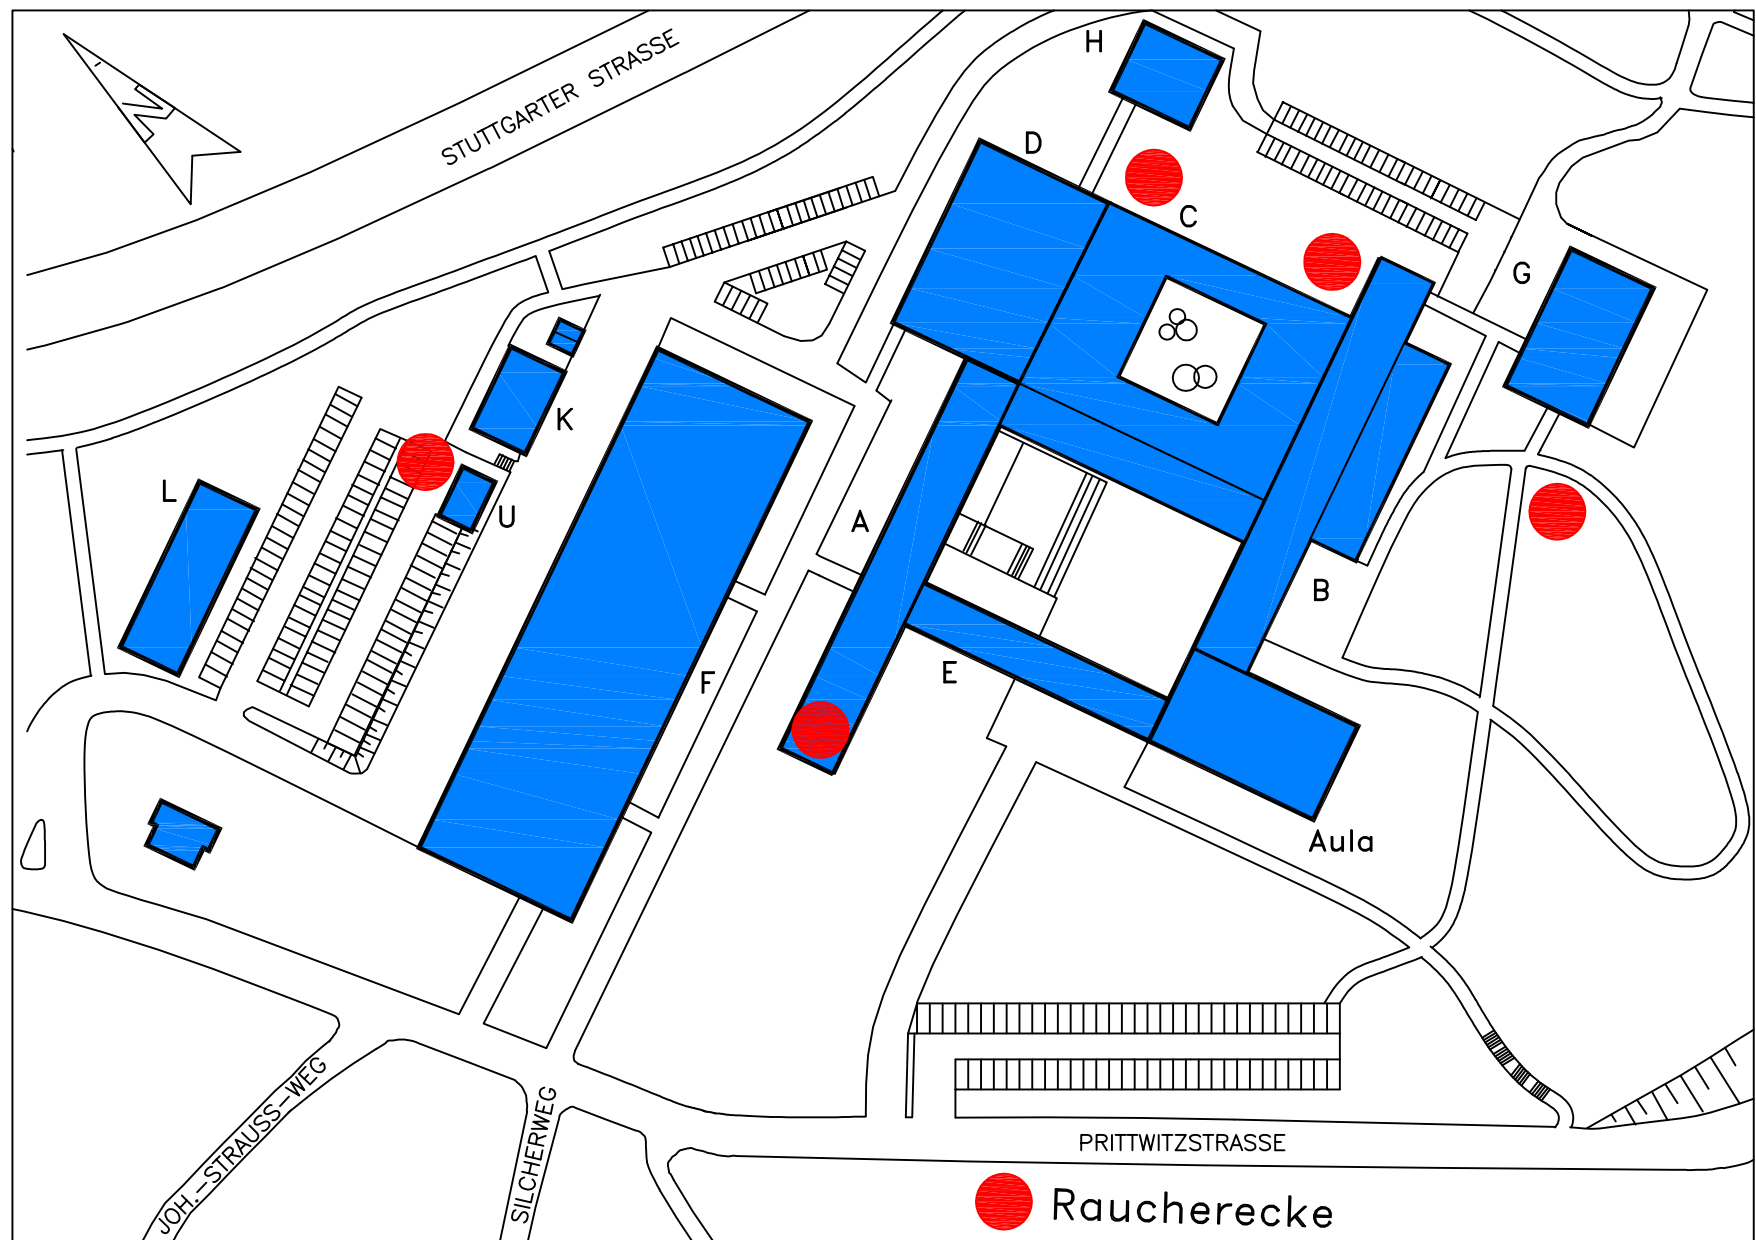 H
STUTTGARTER STRASSE
N
D
C
G
K
L
U
A
B
F
E
Aula
JOH.-STRAUSS-WEG
SILCHERWEG
PRITTWITZSTRASSE
Raucherecke